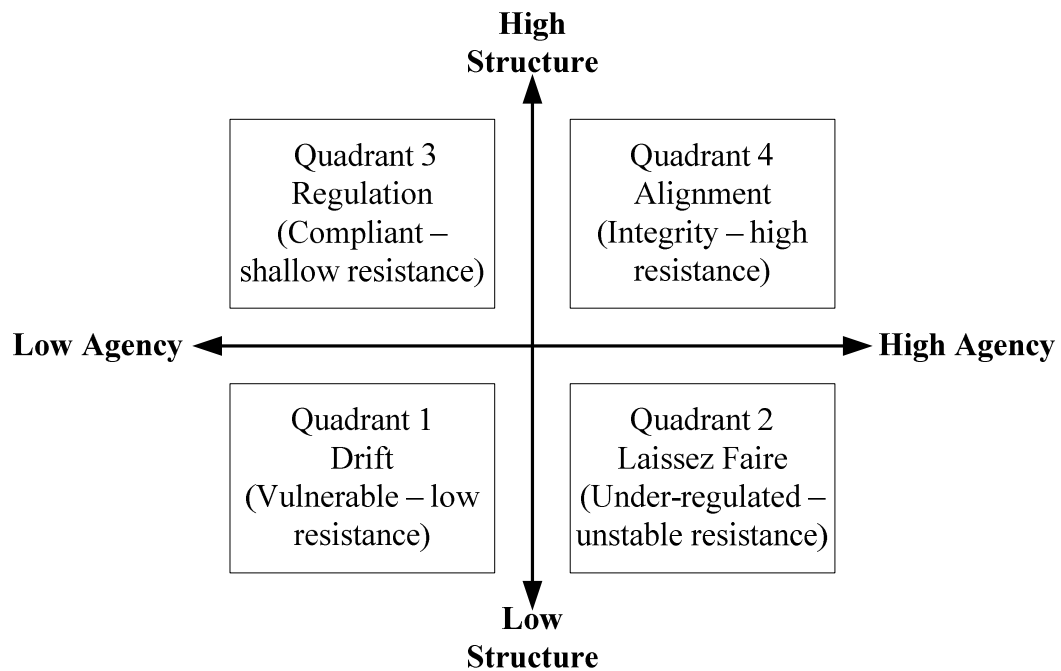 High
Structure
Quadrant 3
Regulation
(Compliant –
shallow resistance)
Quadrant 4
Alignment
(Integrity – high
resistance)
Low Agency
High Agency
Quadrant 1
Drift
(Vulnerable – low
resistance)
Quadrant 2
Laissez Faire
(Under-regulated –
unstable resistance)
Low
Structure